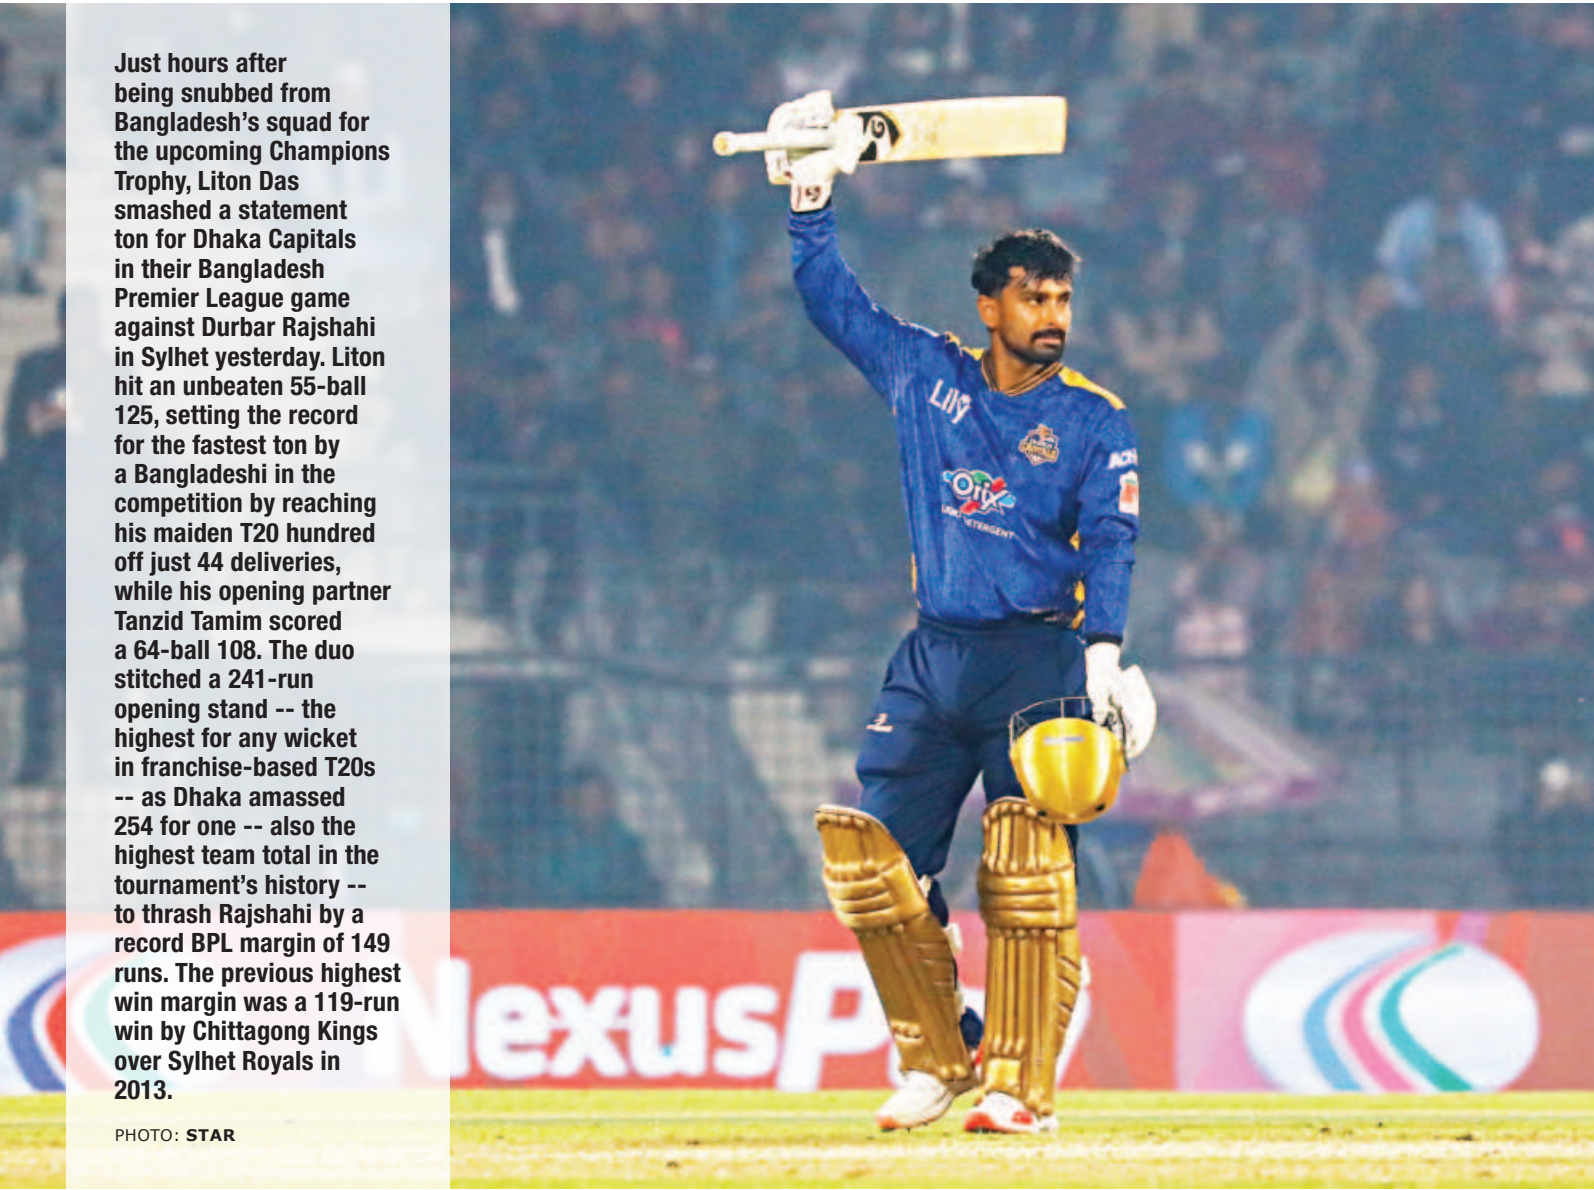 Just hours after
being snubbed from
Bangladesh’s squad for
the upcoming Champions
Trophy, Liton Das
smashed a statement
ton for Dhaka Capitals
in their Bangladesh
Premier League game
against Durbar Rajshahi
in Sylhet yesterday. Liton
hit an unbeaten 55-ball
125, setting the record
for the fastest ton by
a Bangladeshi in the
competition by reaching
his maiden T20 hundred
off just 44 deliveries,
while his opening partner
Tanzid Tamim scored
a 64-ball 108. The duo
stitched a 241-run
opening stand -- the
highest for any wicket
in franchise-based T20s
-- as Dhaka amassed
254 for one -- also the
highest team total in the
tournament’s history --
to thrash Rajshahi by a
record BPL margin of 149
runs. The previous highest
win margin was a 119-run
win by Chittagong Kings
over Sylhet Royals in
2013.
PHOTO: STAR
Lily
CAPITALS
Orix
DETERGENT
NexusP